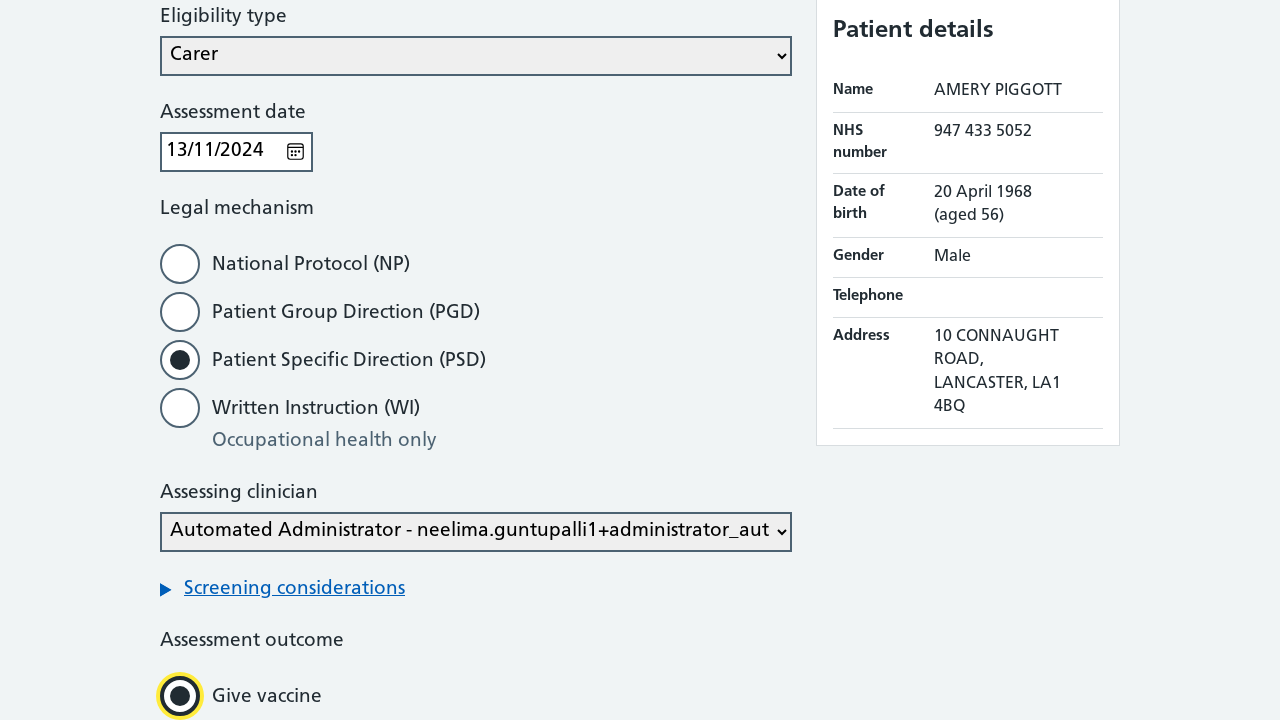 Eligibility type
Carer
Assessment date
13/11/2024
Legal mechanism
National Protocol (NP)
Patient Group Direction (PGD)
Patient Specific Direction (PSD)
Written Instruction (WI)
Occupational health only
Assessing clinician
Automated Administrator - neelima.guntupalli1+administrator_aut
Screening considerations
Assessment outcome
Give vaccine
Patient details
Name AMERY PIGGOTT
NHS number 947 433 5052
Date of birth 20 April 1968 (aged 56)
Gender Male
Telephone
Address 10 CONNAUGHT
ROAD,
LANCASTER, LA1
4BQ